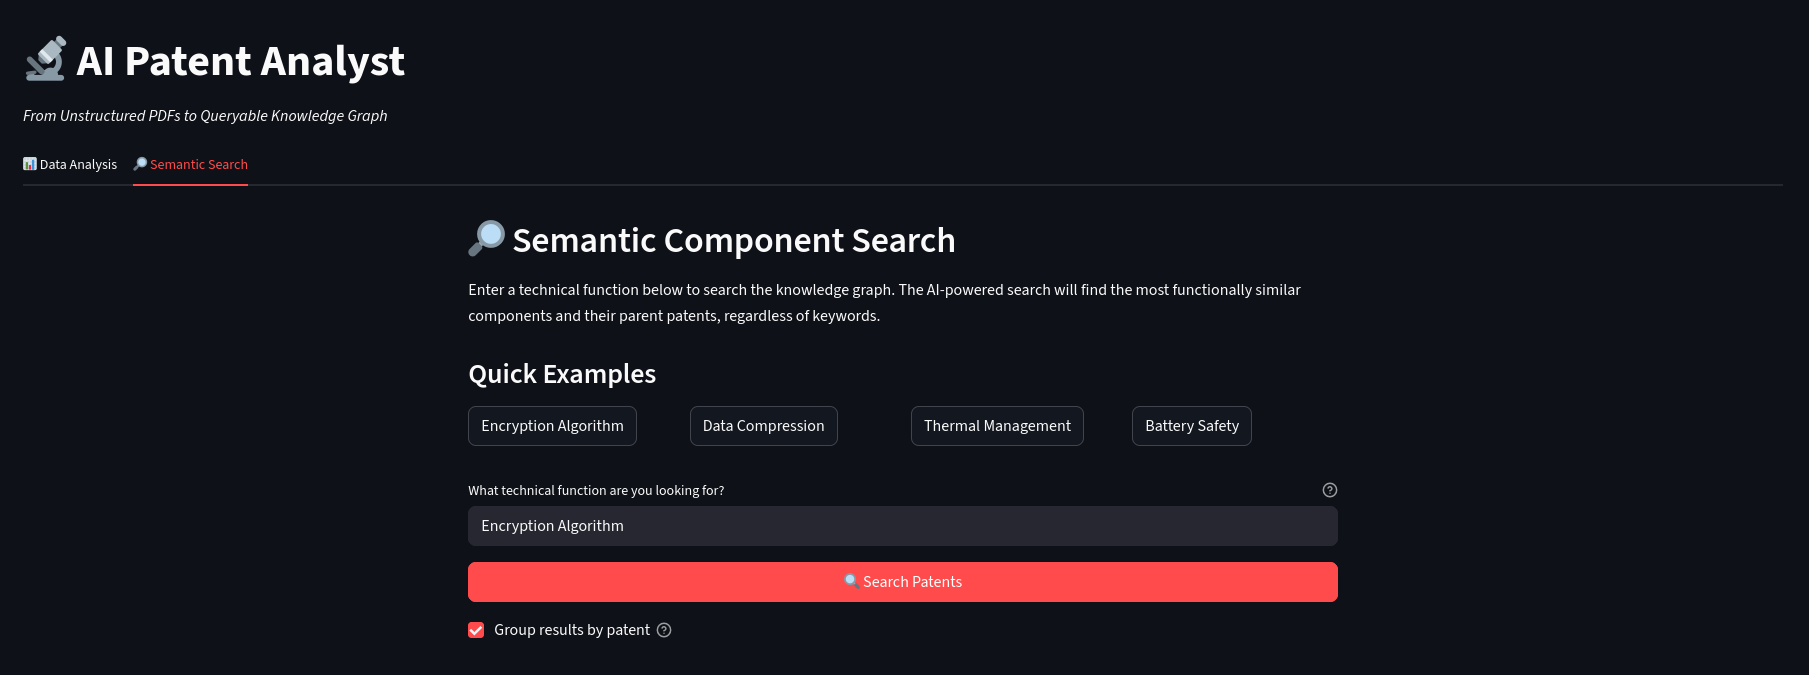 AI Patent Analyst
From Unstructured PDFs to Queryable Knowledge Graph
Data Analysis
Semantic Search
Semantic Component Search
Enter a technical function below to search the knowledge graph. The AI-powered search will find the most functionally similar
components and their parent patents, regardless of keywords.
Quick Examples
Encryption Algorithm
Data Compression
Thermal Management
Battery Safety
What technical function are you looking for?
Encryption Algorithm
Search Patents
Group results by patent